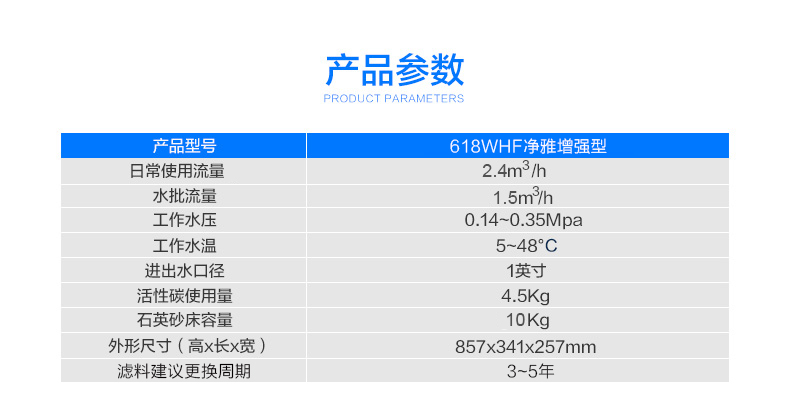 产品参数
PRODUCT PARAMETERS
产品型号 618WHF净雅增强型
日常使用流量 2.4m³/h
水批流量 1.5m³/h
工作水压 0.14~0.35Mpa
工作水温 5~48°C
进出水口径 1英寸
活性碳使用量 4.5Kg
石英砂床容量 10Kg
外形尺寸（高x长x宽） 857x341x257mm
滤料建议更换周期 3~5年